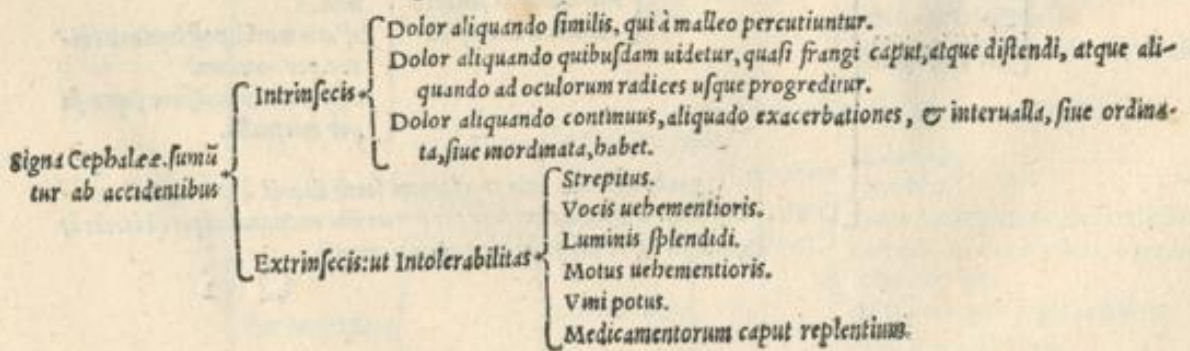 Signa Cephalææ. sumū
tur ab accidentibus
Intrinſecis
Dolor aliquando ſimilis, qui à malleo percutiuntur.
Dolor aliquando quibuſdam uidetur, quaſi frangi caput, atque diſtendi, atque ali-
quando ad oculorum radices uſque progreditur.
Dolor aliquando continuus, aliquādo exacerbationes, & interualla, ſiue ordina-
ta, ſiue inordinata, habet.
Extrinſecis: ut Intolerabilitas
Strepitus.
Vocis uehementioris.
Luminis ſplendidi.
Motus uehementioris.
Vini potus.
Medicamentorum caput replentium.